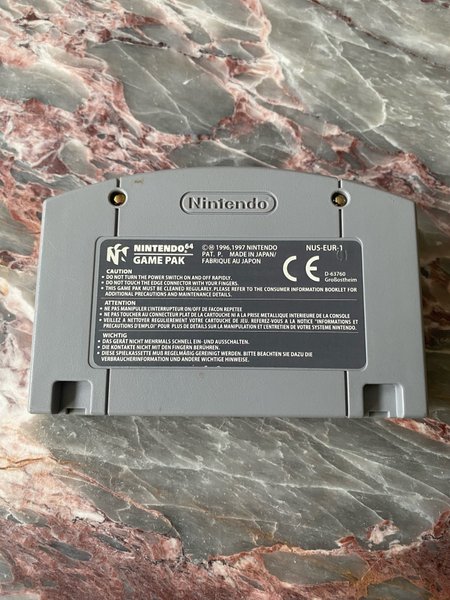 Nintendo
NINTENDO 64
GAME PAK
©Ⓜ 1996,1997 NINTENDO
PAT. P. MADE IN JAPAN/
FABRIQUE AU JAPON
NUS-EUR-1
CE
D-63760
Großostheim
CAUTION
• DO NOT TURN THE POWER SWITCH ON AND OFF RAPIDLY.
• DO NOT TOUCH THE EDGE CONNECTOR WITH YOUR FINGERS.
• THIS GAME PAK MUST BE CLEANED REGULARLY. PLEASE REFER TO THE CONSUMER INFORMATION BOOKLET FOR
ADDITIONAL PRECAUTIONS AND MAINTENANCE DETAILS.
ATTENTION
• NE PAS MANIPULER L'INTERRUPTEUR ON/OFF DE FAÇON REPETEE
• NE PAS TOUCHER AU CONNECTEUR PLAT DE LA CARTOUCHE NI A LA PRISE METALLIQUE INTERIEURE DE LA CONSOLE
• VEILLEZ A NETTOYER REGULIEREMENT VOTRE CARTOUCHE DE JEU. REFEREZ-VOUS A LA NOTICE "INFORMATIONS ET
PRECAUTIONS D'EMPLOI" POUR PLUS DE DETAILS SUR LA MANIPULATION ET L'ENTRETIEN DE VOTRE SYSTEME NINTENDO.
WICHTIG
• DAS GERÄT NICHT MEHRMALS SCHNELL EIN- UND AUSSCHALTEN.
• DIE KONTAKTE NICHT MIT DEN FINGERN BERÜHREN.
• DIESE SPIELKASSETTE MUß REGELMÄßIG GEREINIGT WERDEN. BITTE BEACHTEN SIE DAZU DIE
VERBRAUCHERINFORMATION UND ANDERE WICHTIGE HINWEISE.